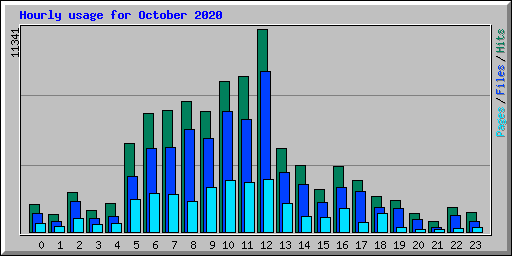 Hourly usage for October 2020
11341
Pages/Files/Hits
0 1 2 3 4 5 6 7 8 9 10 11 12 13 14 15 16 17 18 19 20 21 22 23